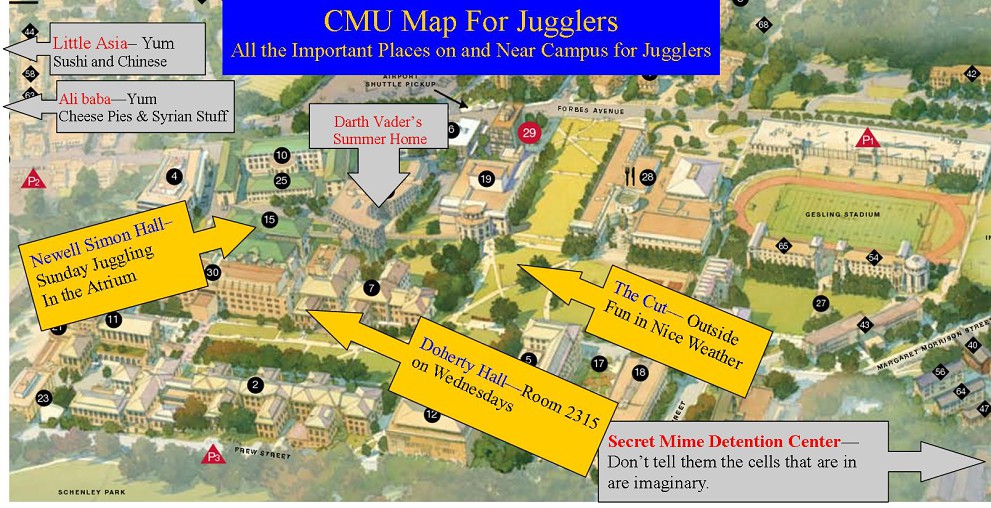 CMU Map For Jugglers
All the Important Places on and Near Campus for Jugglers
44
68
Little Asia– Yum
Sushi and Chinese
58
42
AIRPORT
SHUTTLE PICKUP
Ali baba—Yum
Cheese Pies & Syrian Stuff
FORBES AVENUE
Darth Vader's
Summer Home
6
29
P1
10
28
P2
4
25
19
15
GESLING STADIUM
Newell Simon Hall–
Sunday Juggling
In the Atrium
65
54
30
7
The Cut— Outside
Fun in Nice Weather
27
11
43
MARGARET MORRISON STREET
40
Doherty Hall—Room 2315
on Wednesdays
5
17
18
56
64
47
2
23
12
STREET
P3
FREW STREET
Secret Mime Detention Center—
Don't tell them the cells that are in
are imaginary.
SCHENLEY PARK